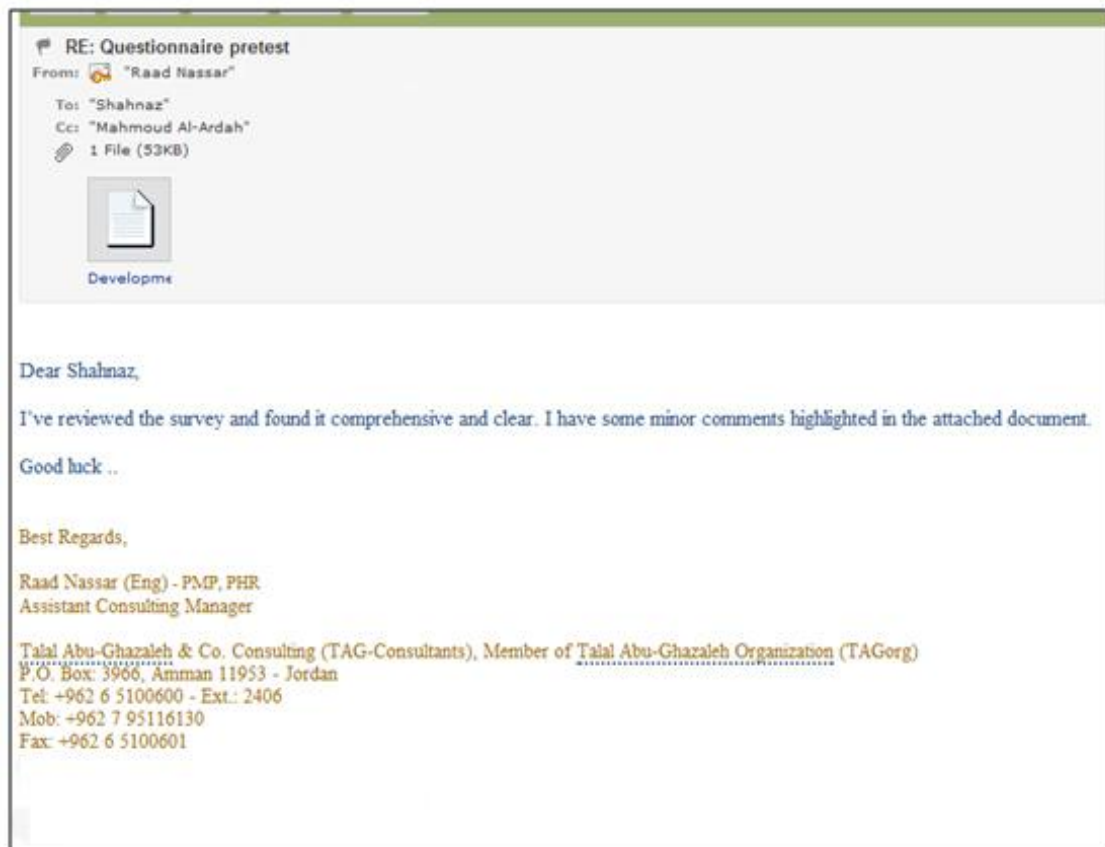 RE: Questionnaire pretest
From: "Raad Nassar"
To: "Shahnaz"
Cc: "Mahmoud Al-Ardah"
1 File (53KB)
Developme
Dear Shahnaz,
I've reviewed the survey and found it comprehensive and clear. I have some minor comments highlighted in the attached document.
Good luck ..
Best Regards,
Raad Nassar (Eng) - PMP, PHR
Assistant Consulting Manager
Talal Abu-Ghazaleh & Co. Consulting (TAG-Consultants), Member of Talal Abu-Ghazaleh Organization (TAGorg)
P.O. Box: 3966, Amman 11953 - Jordan
Tel: +962 6 5100600 - Ext.: 2406
Mob: +962 7 95116130
Fax: +962 6 5100601